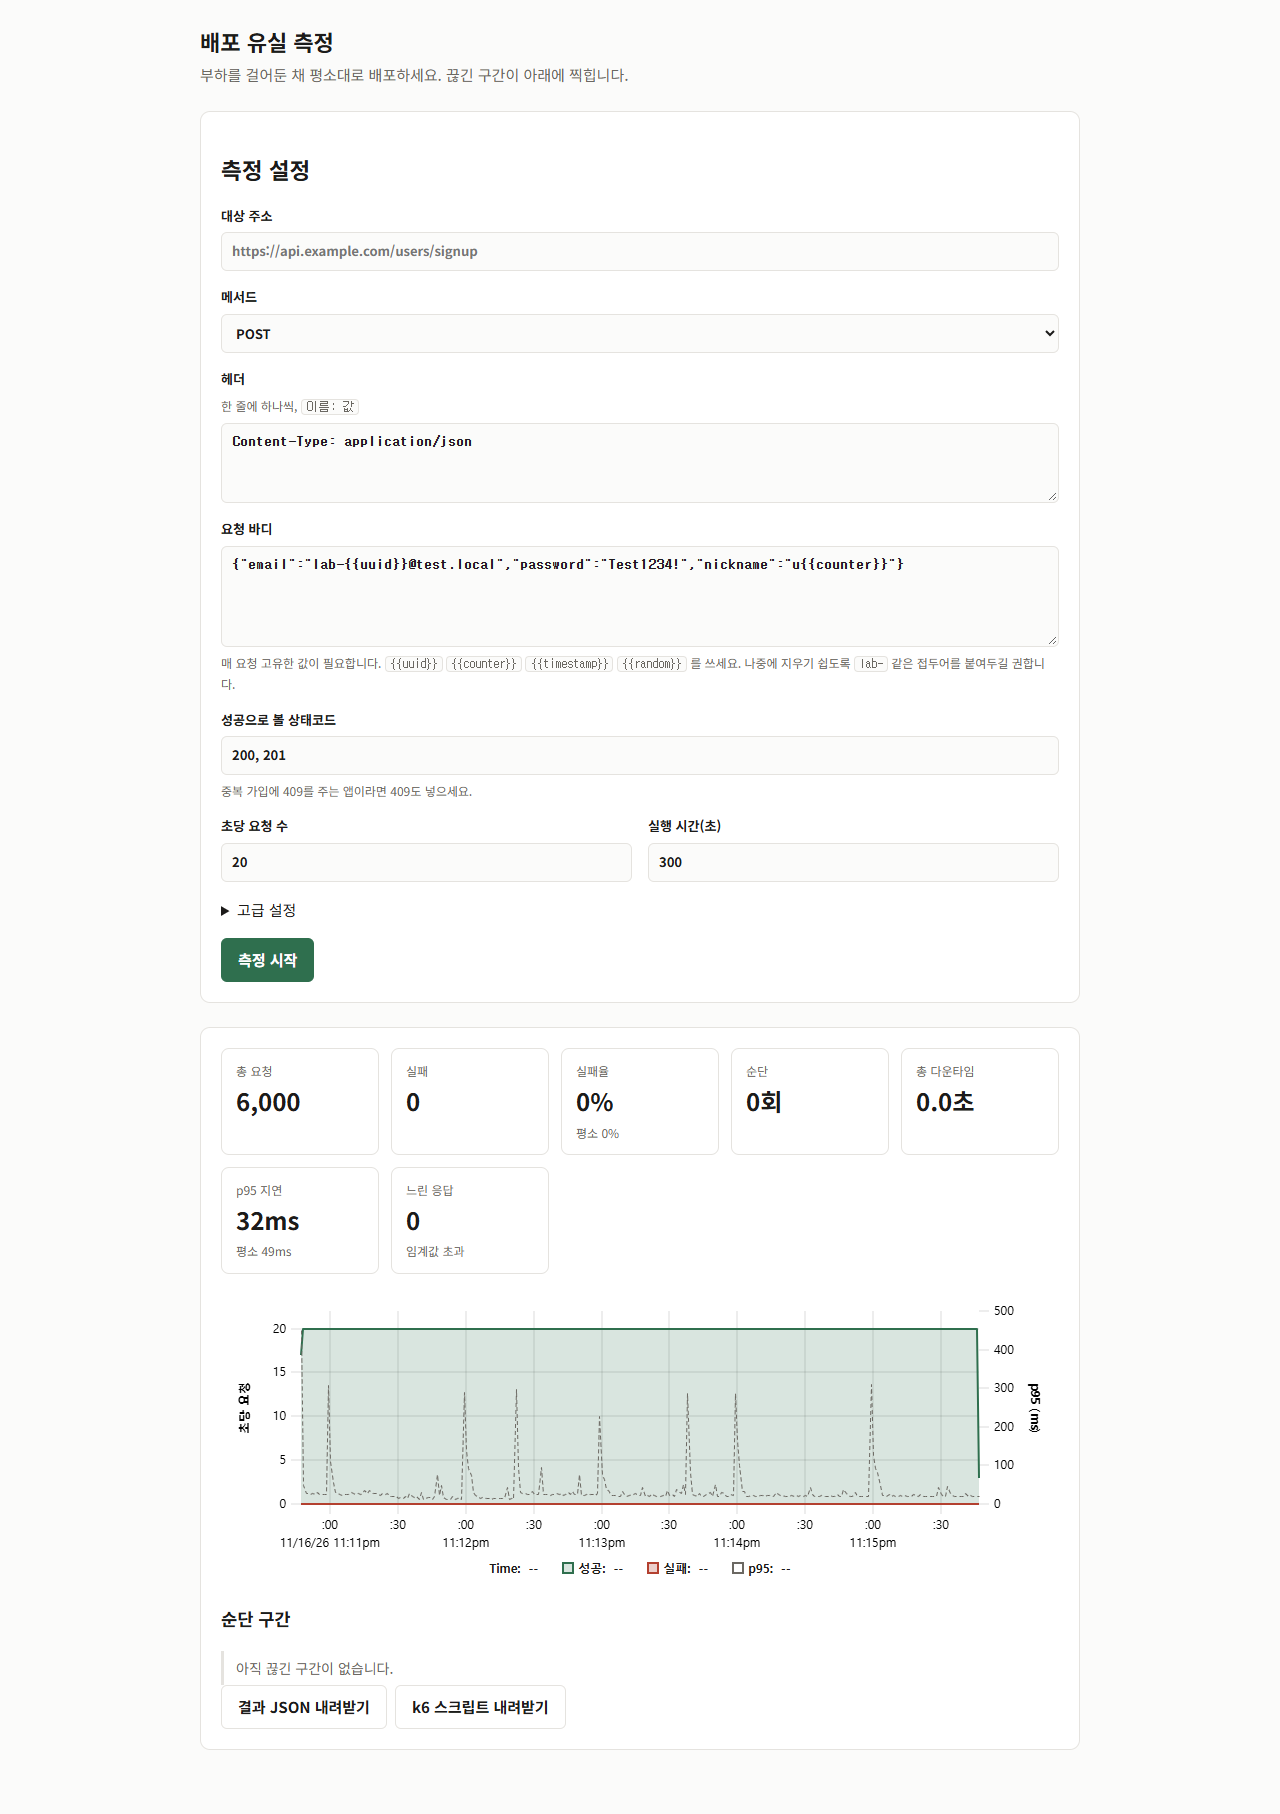 배포 유실 측정
부하를 걸어둔 채 평소대로 배포하세요. 끊긴 구간이 아래에 찍힙니다.
측정 설정
대상 주소
https://api.example.com/users/signup
메서드
POST
헤더
한 줄에 하나씩, 이름: 값
Content-Type: application/json
요청 바디
{"email":"lab-{{uuid}}@test.local","password":"Test1234!","nickname":"u{{counter}}"}
매 요청 고유한 값이 필요합니다. {{uuid}} {{counter}} {{timestamp}} {{random}} 를 쓰세요. 나중에 지우기 쉽도록 lab- 같은 접두어를 붙여두길 권합니
다.
성공으로 볼 상태코드
200, 201
중복 가입에 409를 주는 앱이라면 409도 넣으세요.
초당 요청 수 실행 시간(초)
20 300
▶ 고급 설정
측정 시작
총 요청 실패 실패율 순단 총 다운타임
6,000 0 0% 0회 0.0초
평소 0%
p95 지연 느린 응답
32ms 0
평소 49ms 임계값 초과
500
20
400
15
300
초당 요청
p95 (ms)
10
200
5
100
0 0
:00 :30 :00 :30 :00 :30 :00 :30 :00 :30
11/16/26 11:11pm 11:12pm 11:13pm 11:14pm 11:15pm
Time: -- 성공: -- 실패: -- p95: --
순단 구간
아직 끊긴 구간이 없습니다.
결과 JSON 내려받기 k6 스크립트 내려받기